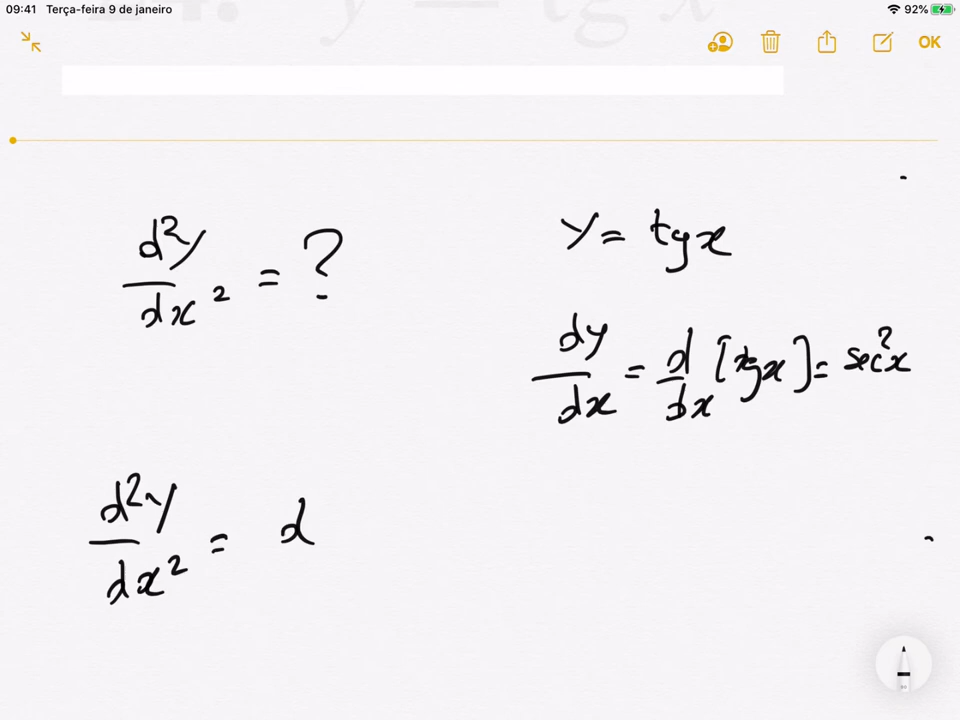 09:41 Terça-feira 9 de janeiro 92%
y = tg x
OK
d²y/dx² = ?
y = tgx
dy/dx = d/dx [tgx] = sec²x
d²y/dx² = d